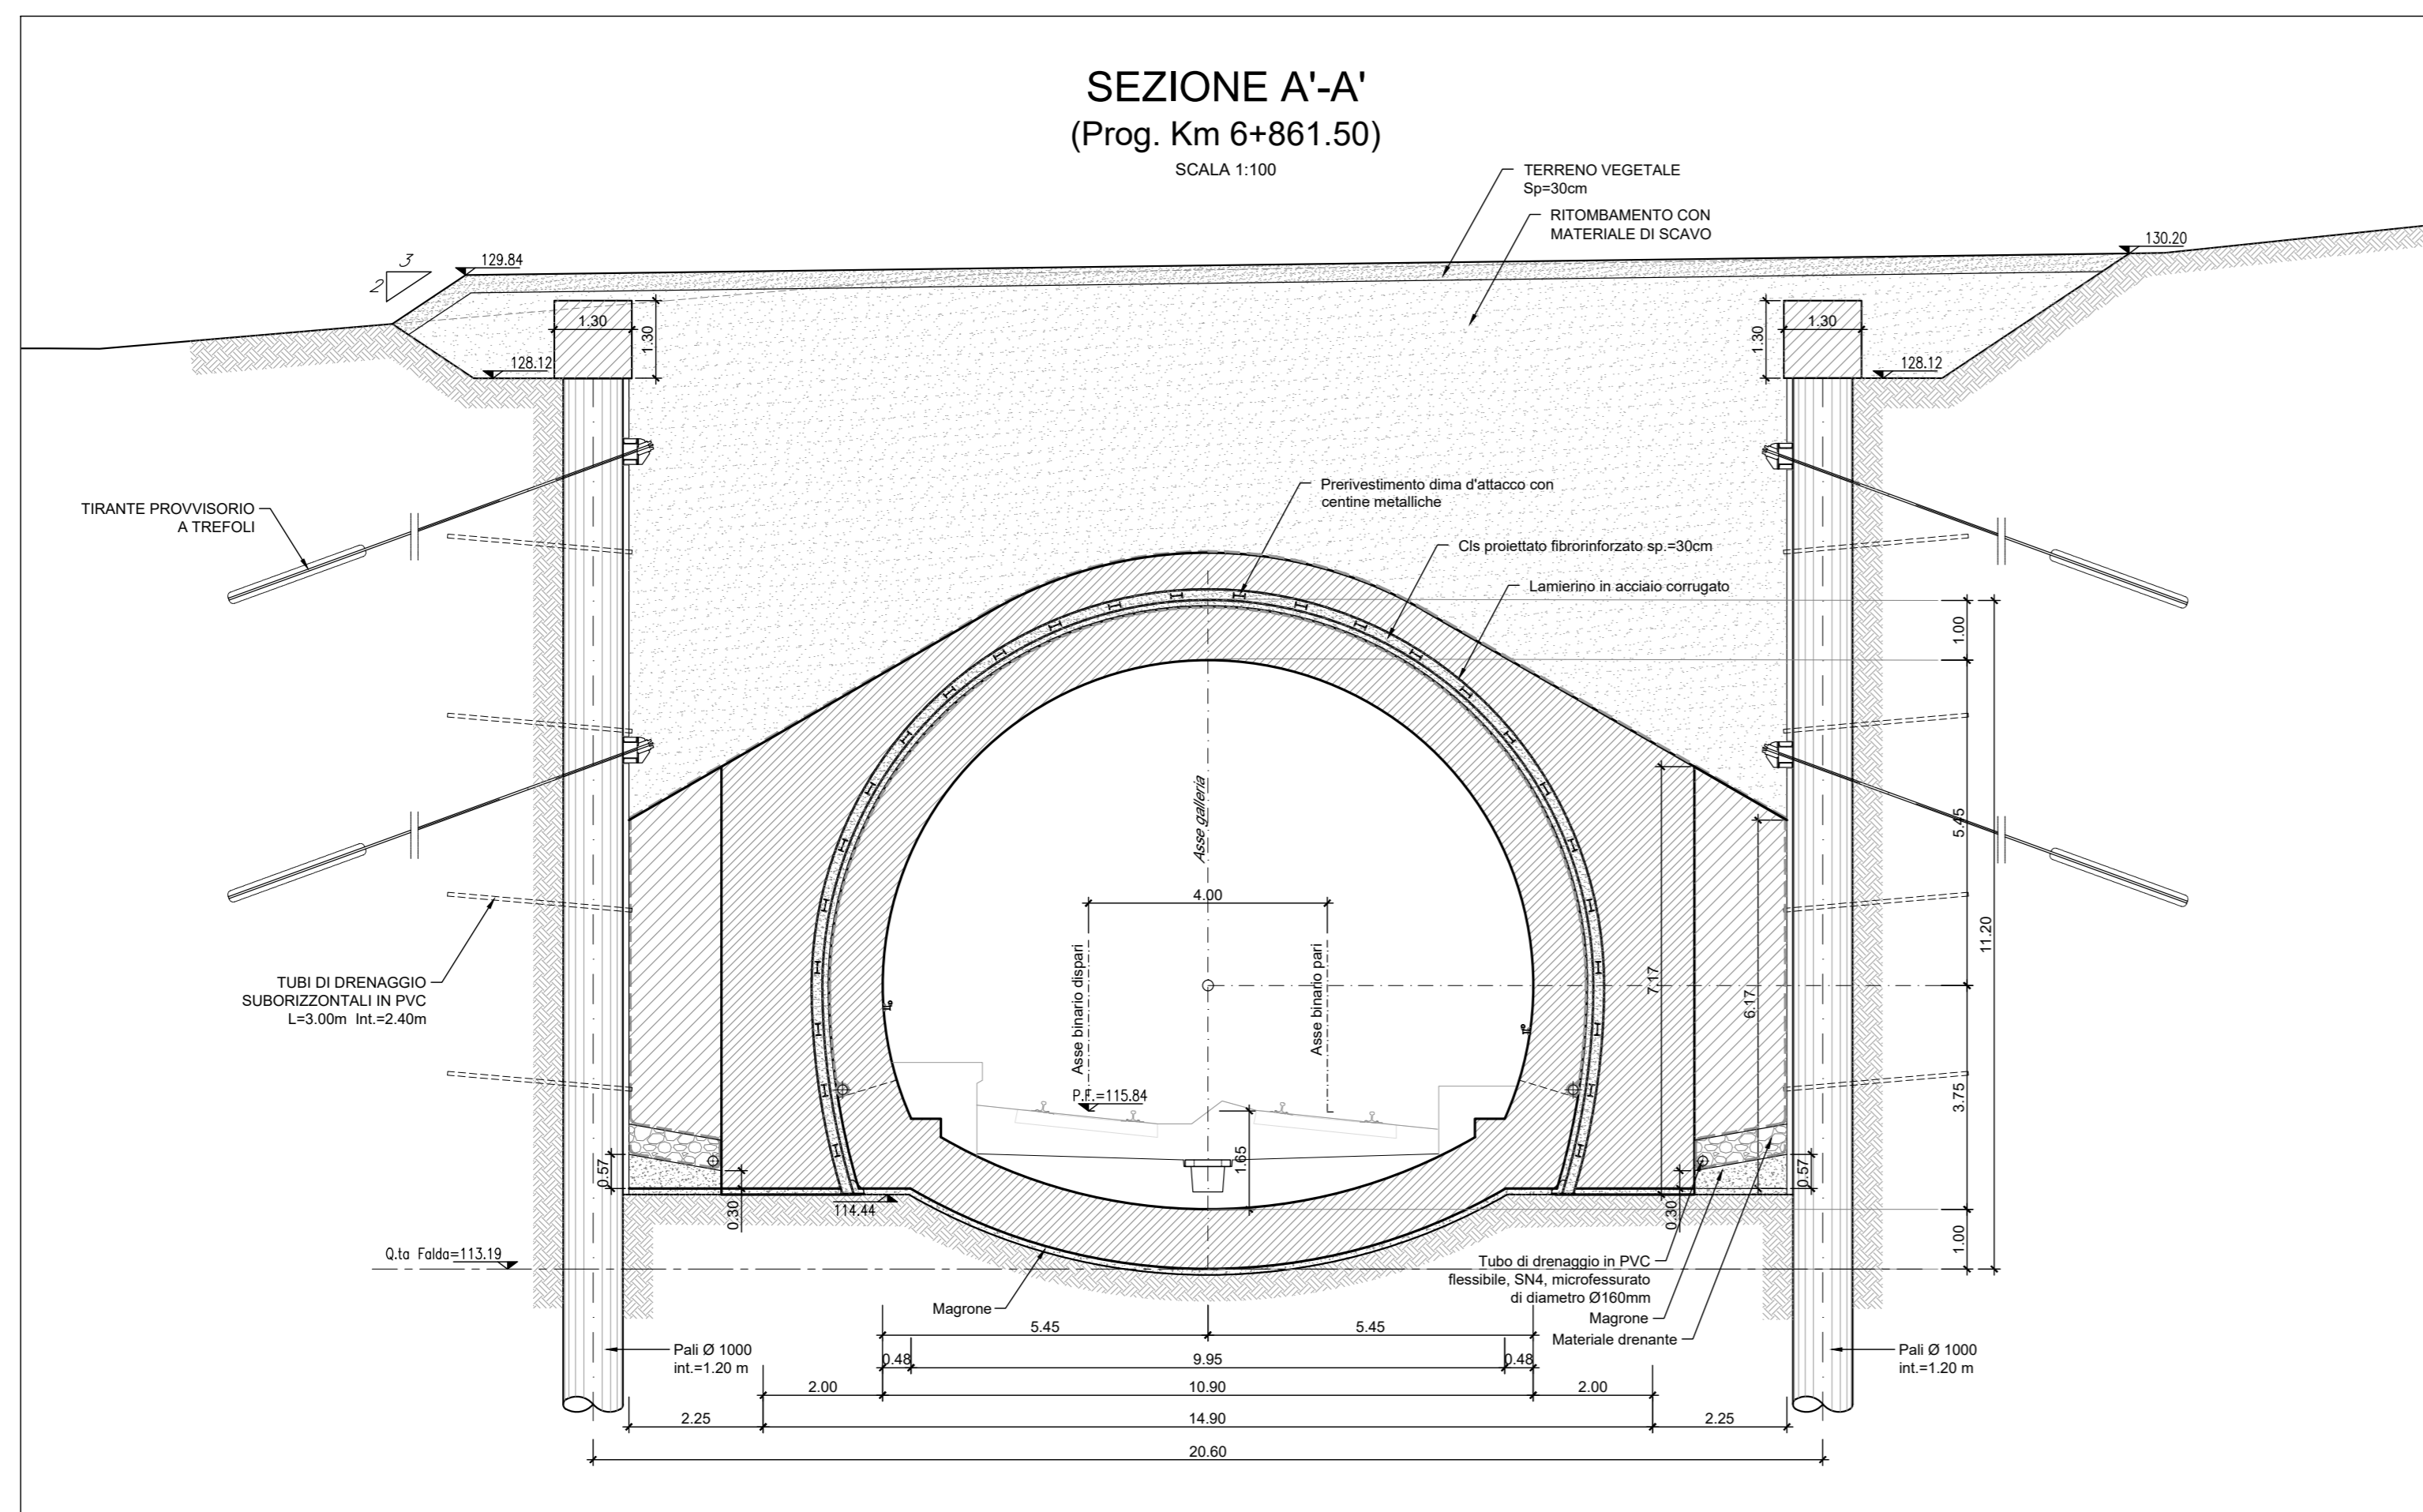 SEZIONE A'-A'
(Prog. Km 6+861.50)
SCALA 1:100
TERRENO VEGETALE
Sp=30cm
RITOMBAMENTO CON
MATERIALE DI SCAVO
3
2
129.84
130.20
1.30
1.30
1.30
1.30
128.12
128.12
TIRANTE PROVVISORIO
A TREFOLI
Prerivestimento dima d'attacco con
centine metalliche
Cls proiettato fibrorinforzato sp.=30cm
Lamierino in acciaio corrugato
1.00
5.45
11.20
3.75
1.00
Asse galleria
4.00
Asse binario dispari
Asse binario pari
P.F.=115.84
1.65
7.17
6.17
TUBI DI DRENAGGIO
SUBORIZZONTALI IN PVC
L=3.00m Int.=2.40m
0.57
0.30
114.44
0.30
0.57
Q.ta Falda=113.19
Magrone
Tubo di drenaggio in PVC
flessibile, SN4, microfessurato
di diametro Ø160mm
Magrone
Materiale drenante
Pali Ø 1000
int.=1.20 m
Pali Ø 1000
int.=1.20 m
5.45
5.45
0.48
9.95
0.48
2.00
10.90
2.00
2.25
14.90
2.25
20.60